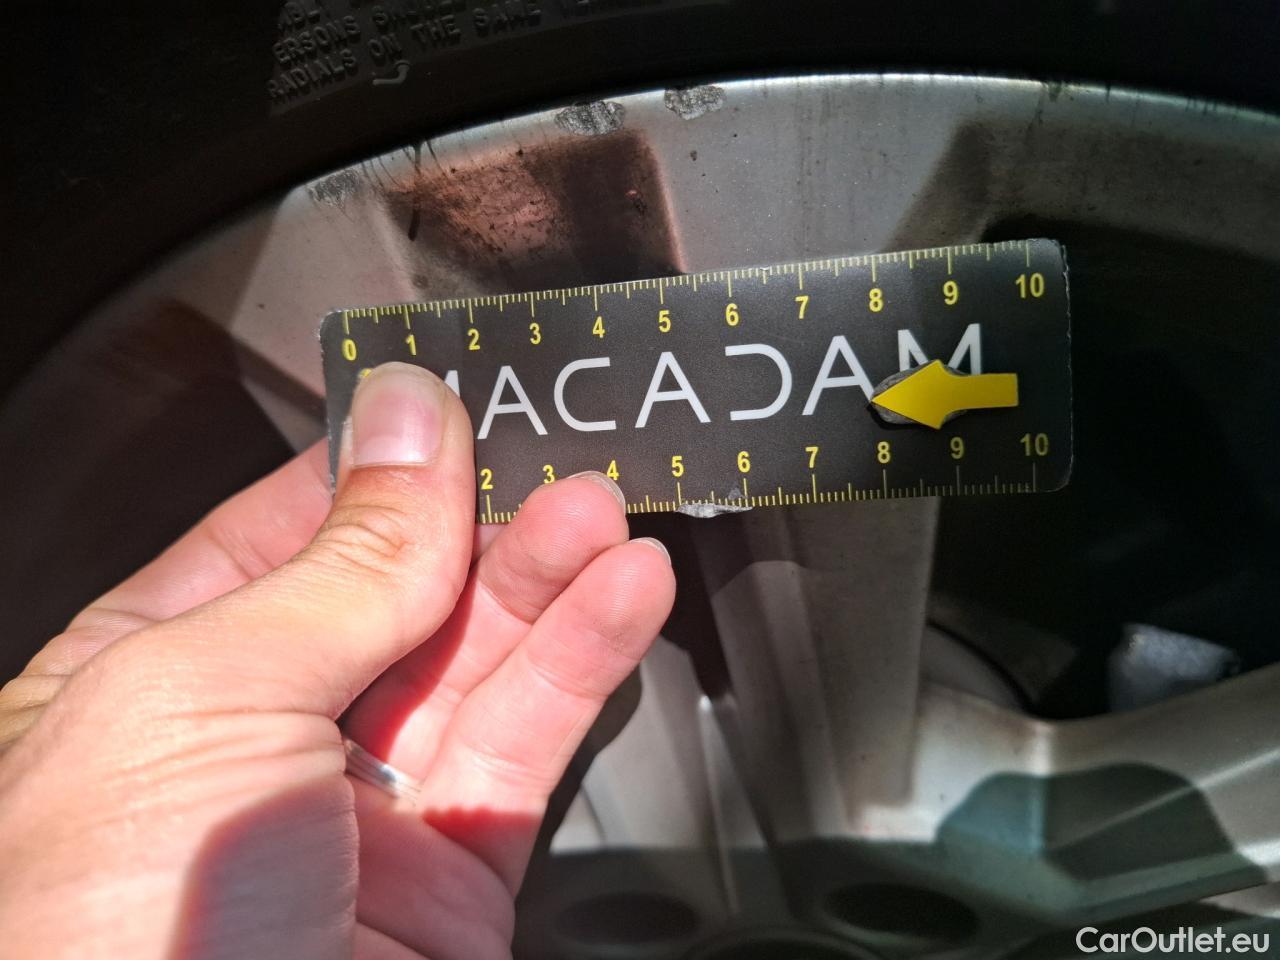 PERSONS SHOULD
RADIALS ON THE SAME
0 1 2 3 4 5 6 7 8 9 10
MACADAM
2 3 4 5 6 7 8 9 10
CarOutlet.eu